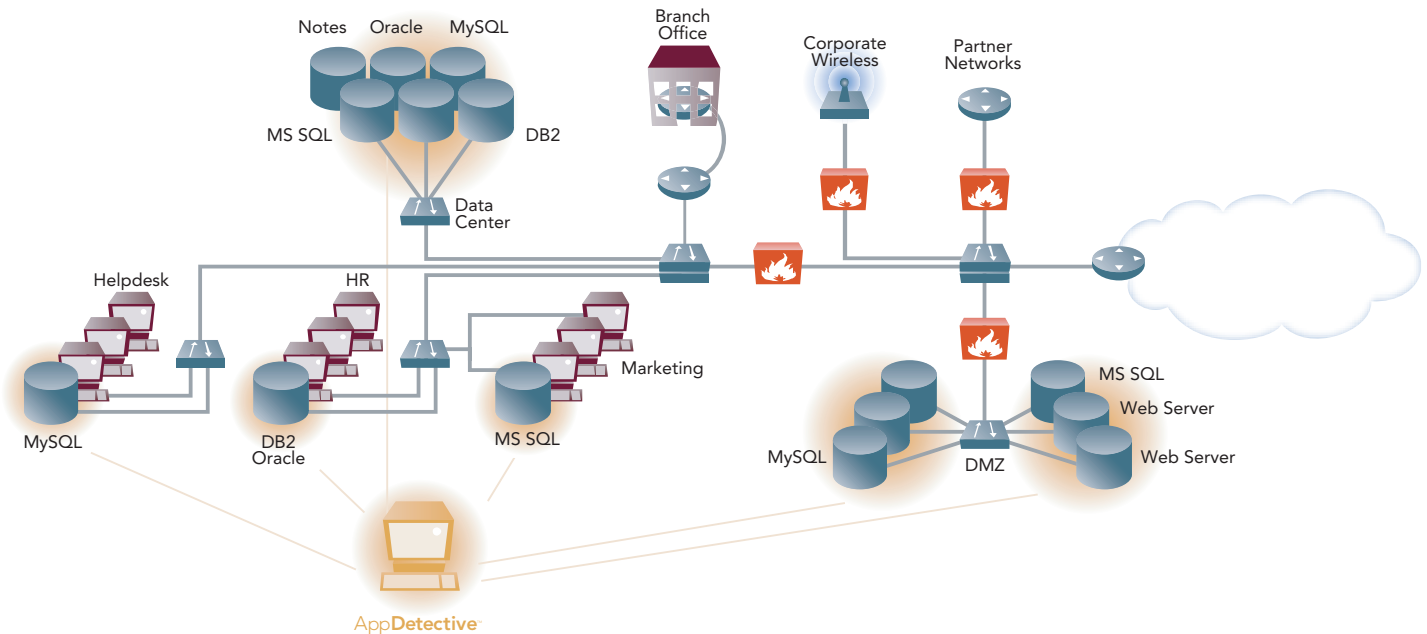 Notes
Oracle
MySQL
MS SQL
DB2
Data
Center
Branch
Office
Corporate
Wireless
Partner
Networks
Helpdesk
MySQL
HR
DB2
Oracle
Marketing
MS SQL
MySQL
DMZ
MS SQL
Web Server
Web Server
AppDetective™